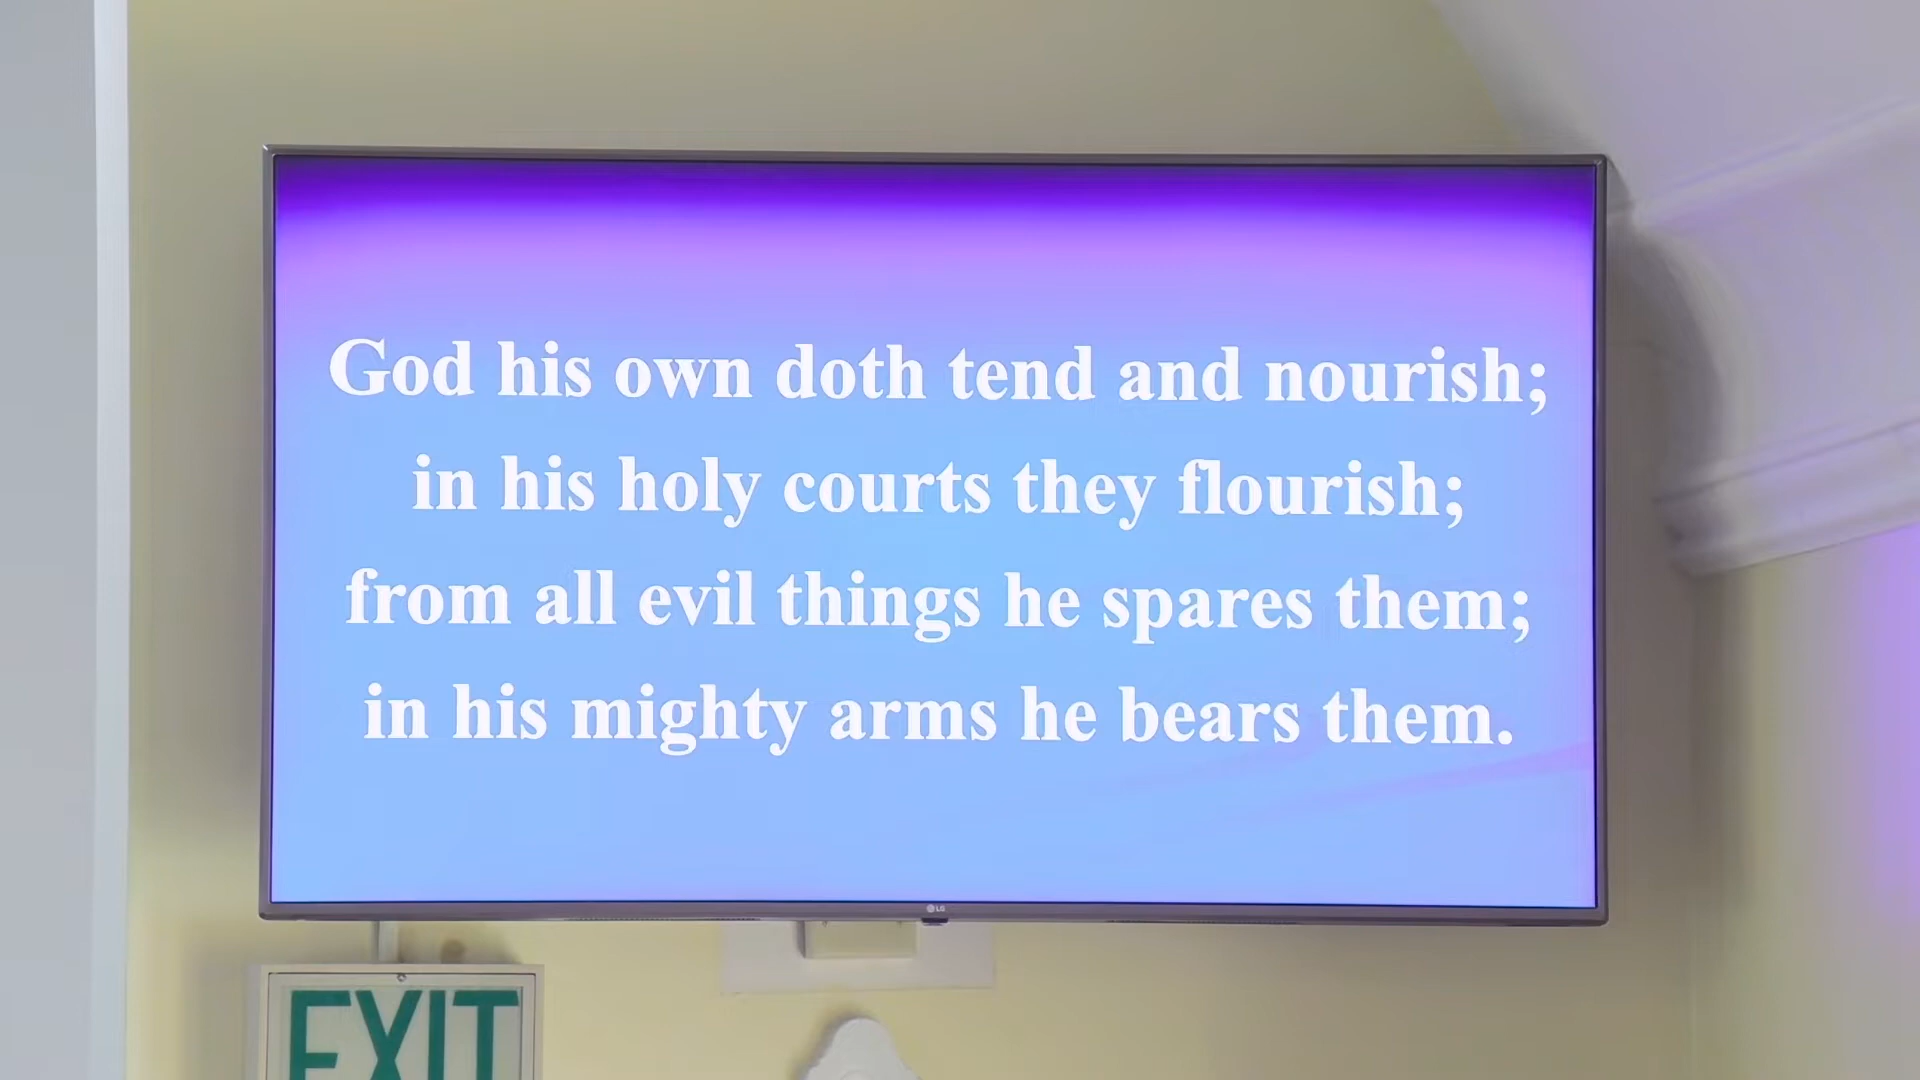 God his own doth tend and nourish;
in his holy courts they flourish;
from all evil things he spares them;
in his mighty arms he bears them.
LG
EXIT